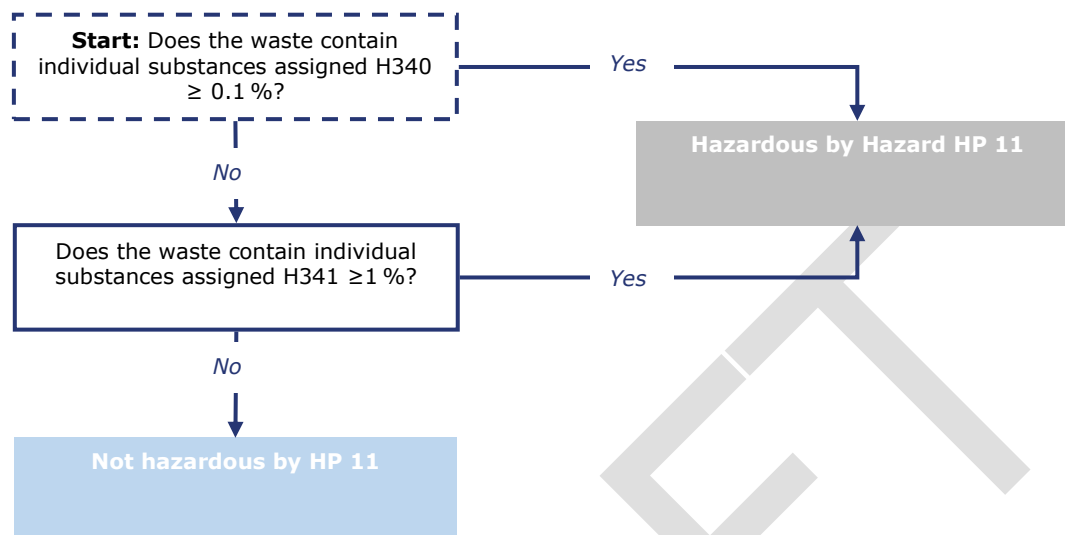 Start: Does the waste contain
individual substances assigned H340
≥ 0.1 %?
Yes
Hazardous by Hazard HP 11
No
Does the waste contain individual
substances assigned H341 ≥1 %?
Yes
No
Not hazardous by HP 11